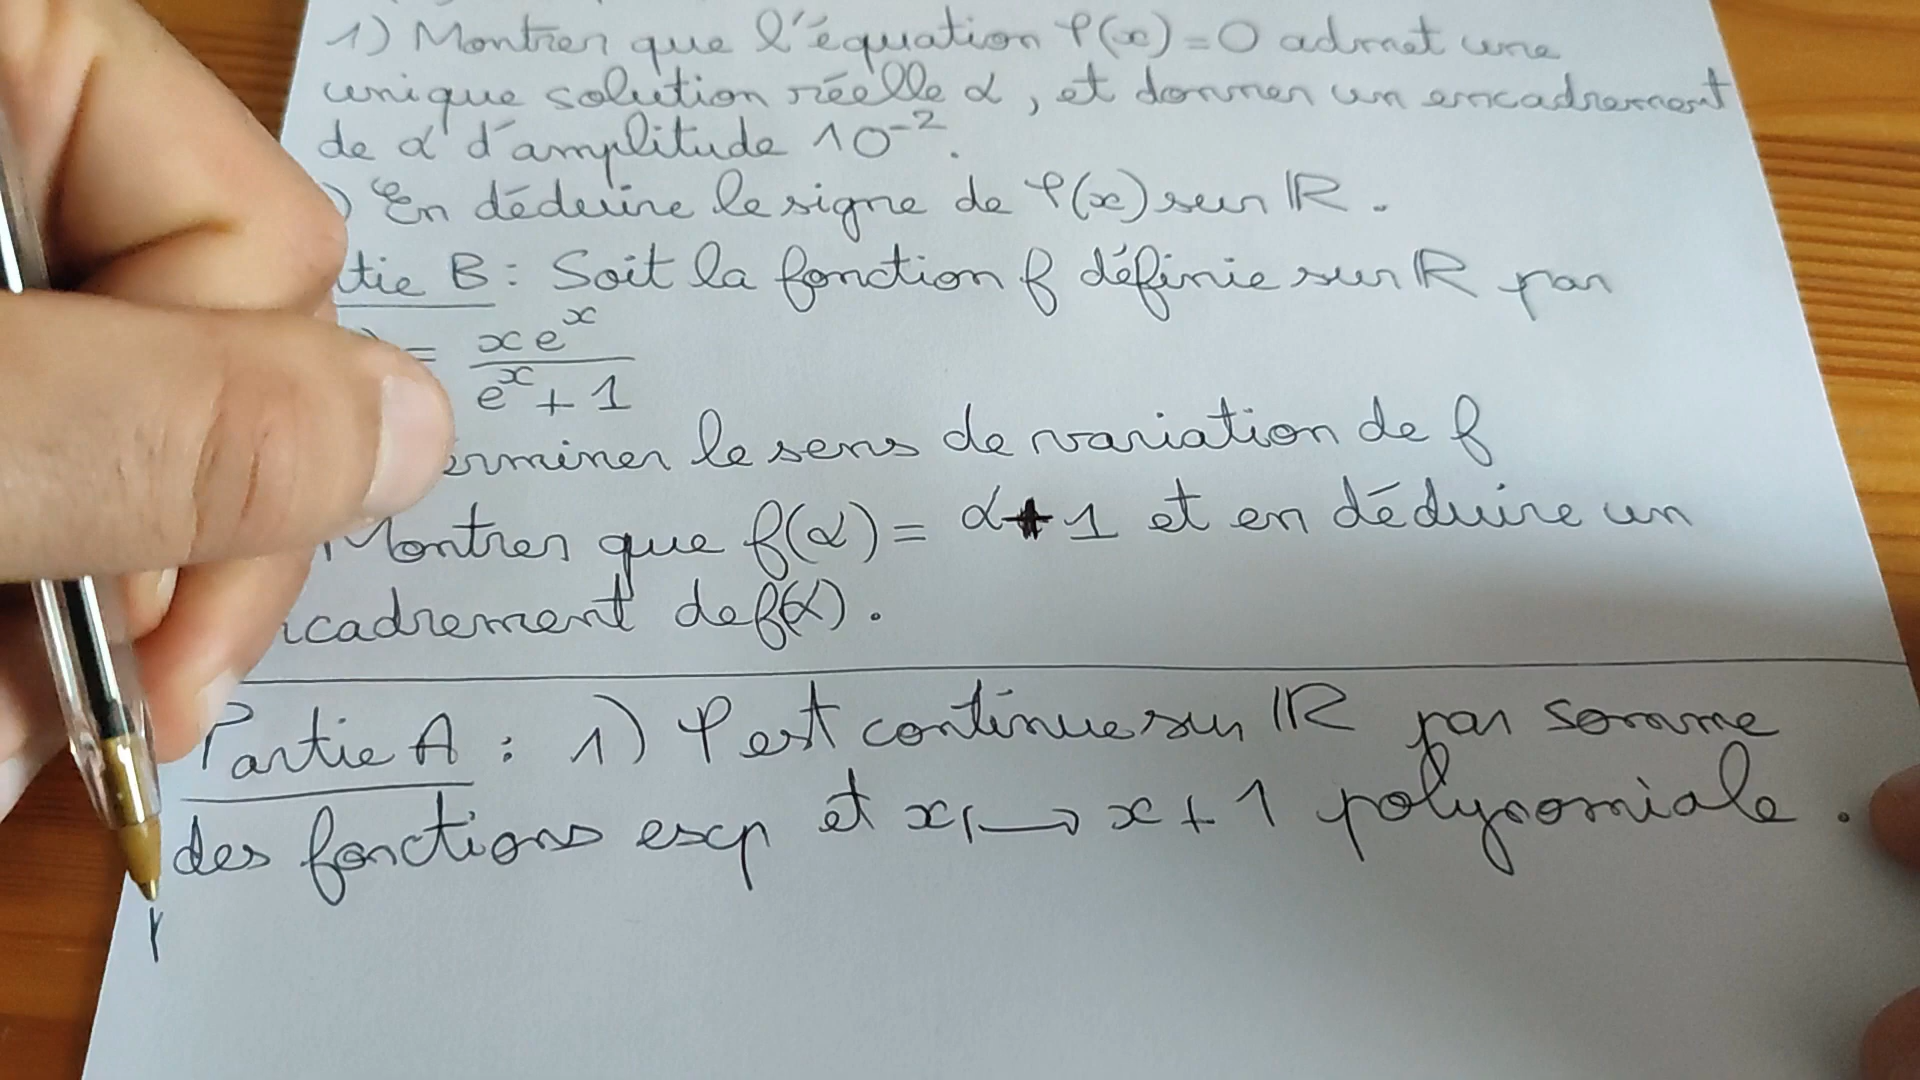 1) Montrer que l'équation φ(x)=0 admet une
unique solution réelle α, et donner un encadrement
de α d'amplitude 10⁻².
) En déduire le signe de φ(x) sur ℝ.
tie B : Soit la fonction f définie sur ℝ par
) = xeˣ / eˣ + 1
erminer le sens de variation de f
Montrer que f(α) = α + 1 et en déduire un
cadrement de f(α).
Partie A : 1) φ est continue sur ℝ par somme
des fonctions exp et x ↦ x + 1 polynomiale.